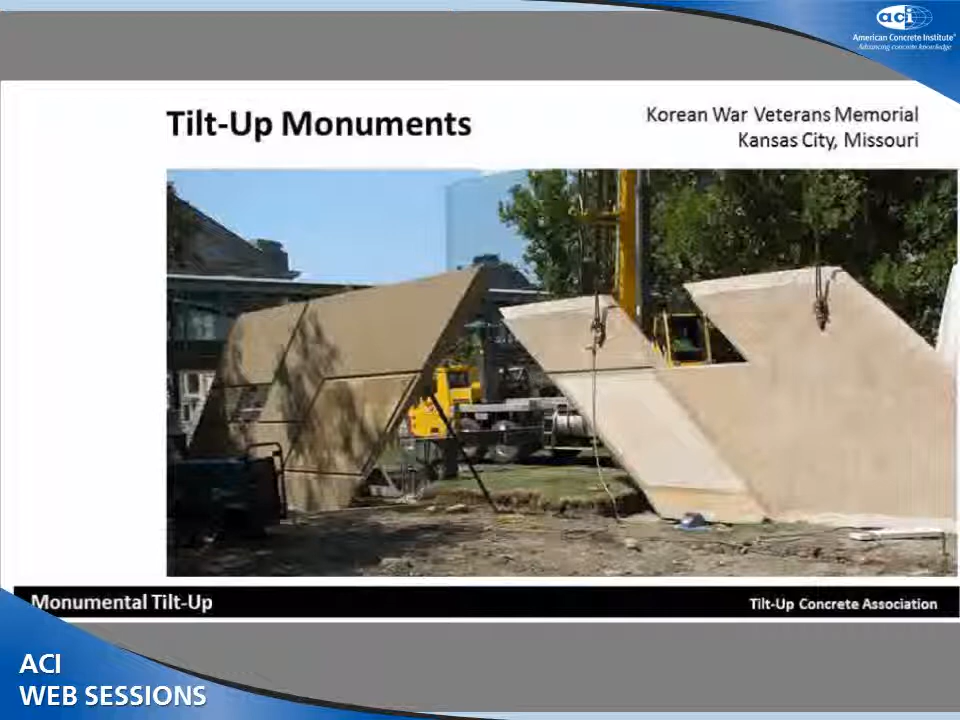 aci
American Concrete Institute®
Advancing concrete knowledge
Tilt-Up Monuments
Korean War Veterans Memorial
Kansas City, Missouri
Monumental Tilt-Up
Tilt-Up Concrete Association
ACI
WEB SESSIONS